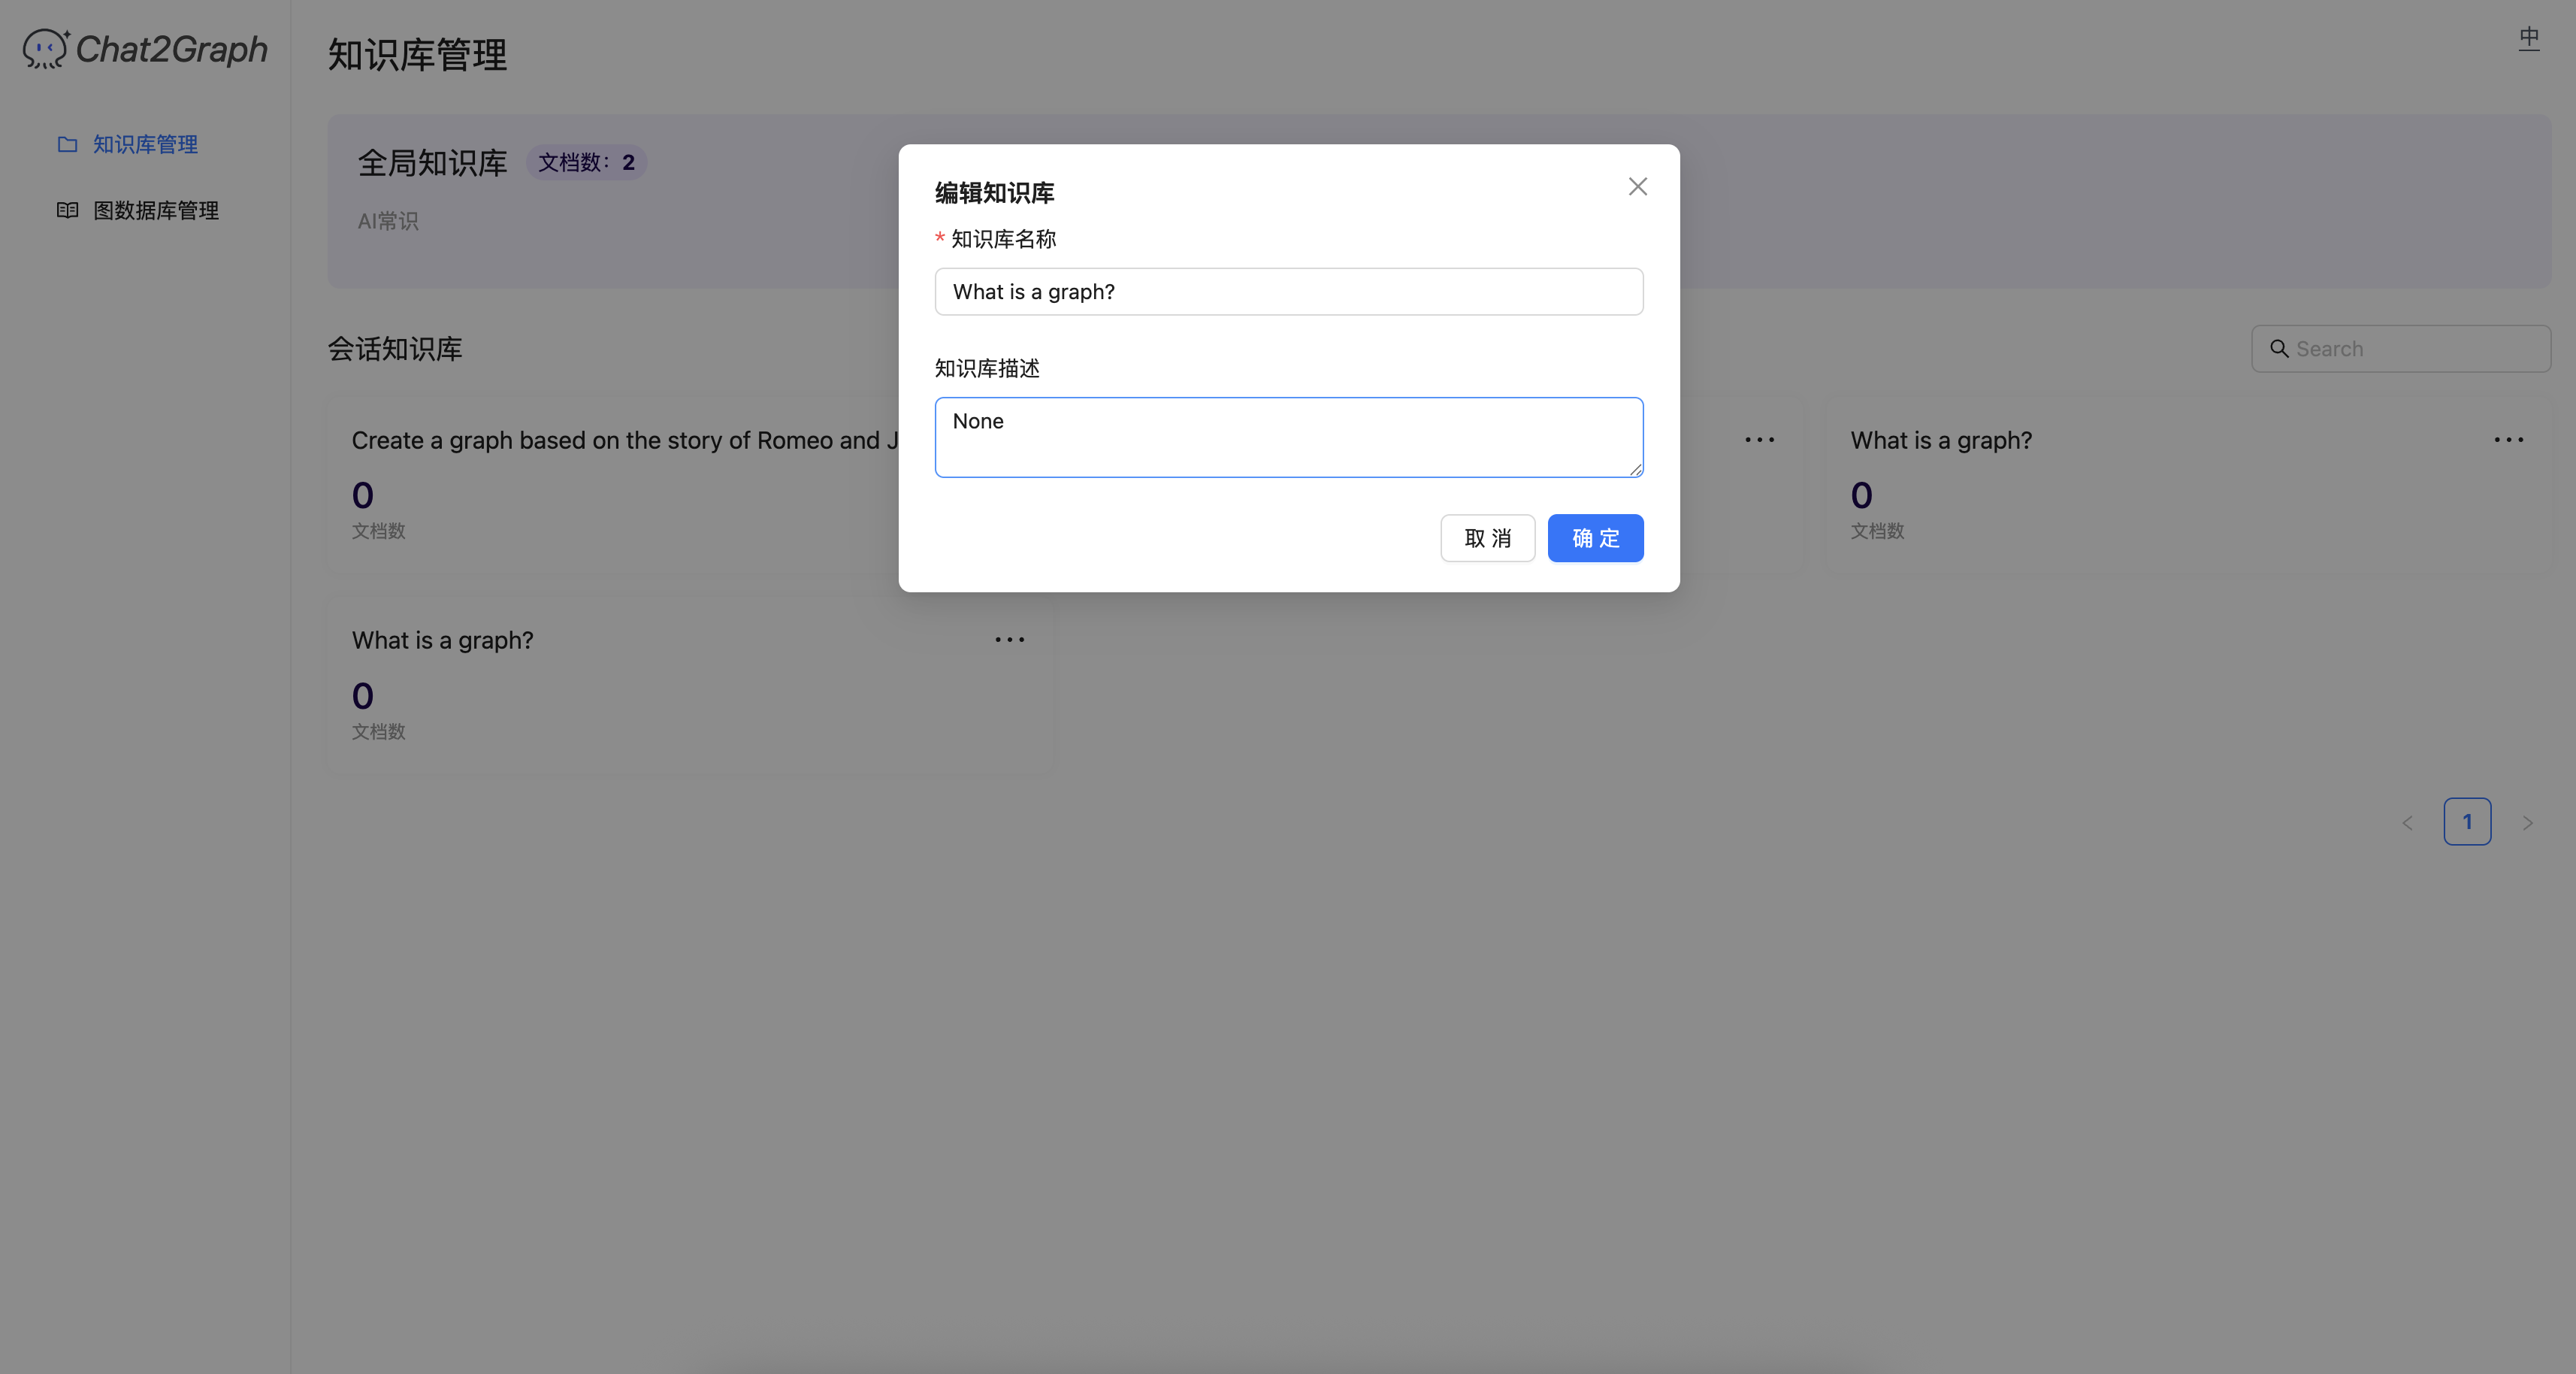 Chat2Graph
知识库管理
图数据库管理
知识库管理
中
全局知识库
文档数：2
AI常识
会话知识库
Search
Create a graph based on the story of Romeo and J
0
文档数
What is a graph?
0
文档数
What is a graph?
0
文档数
1
编辑知识库
* 知识库名称
What is a graph?
知识库描述
None
取 消
确 定